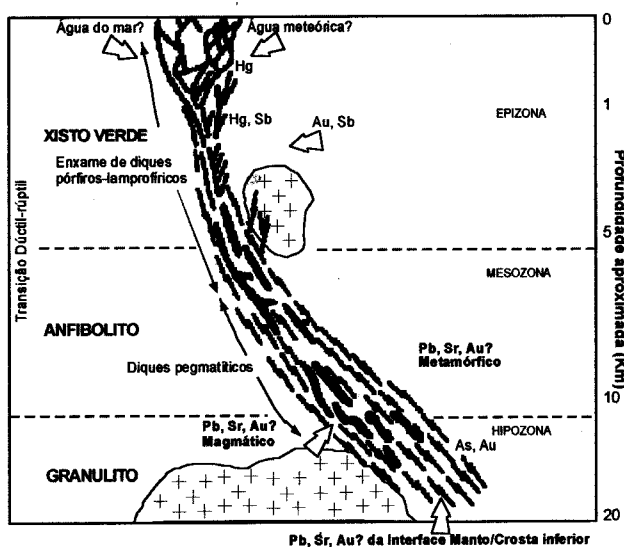 Água do mar?
Água meteórica?
0
Hg
1
Hg, Sb
Au, Sb
EPIZONA
XISTO VERDE
Enxame de diques
pórfiros-lamprofíricos
5
Transição Dúctil-rúptil
Profundidade aproximada (Km)
MESOZONA
ANFIBOLITO
Pb, Sr, Au?
Metamórfico
Diques pegmatíticos
10
Pb, Sr, Au?
Magmático
HIPOZONA
As, Au
GRANULITO
20
Pb, Sr, Au? da Interface Manto/Crosta inferior